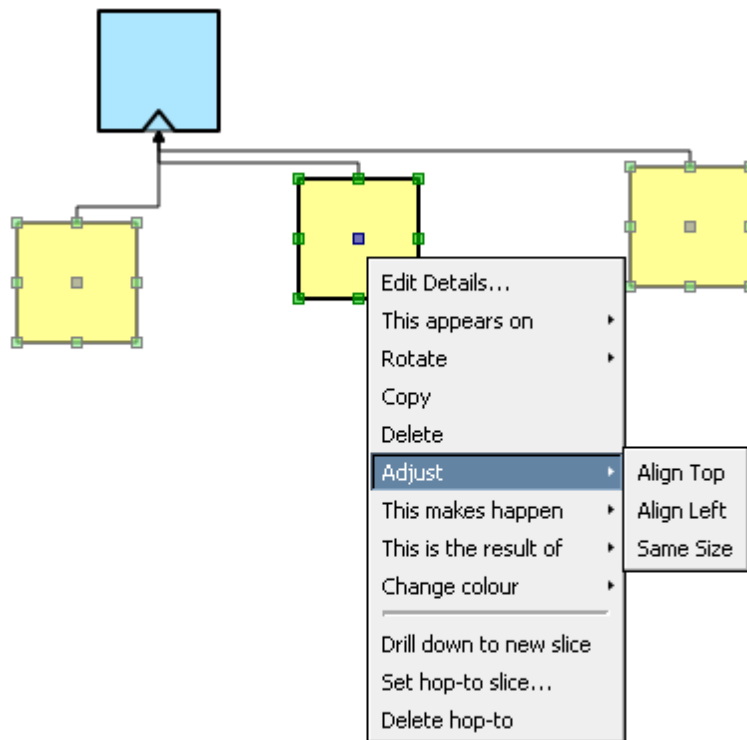 Edit Details...
This appears on
Rotate
Copy
Delete
Adjust
Align Top
This makes happen
Align Left
This is the result of
Same Size
Change colour
Drill down to new slice
Set hop-to slice...
Delete hop-to